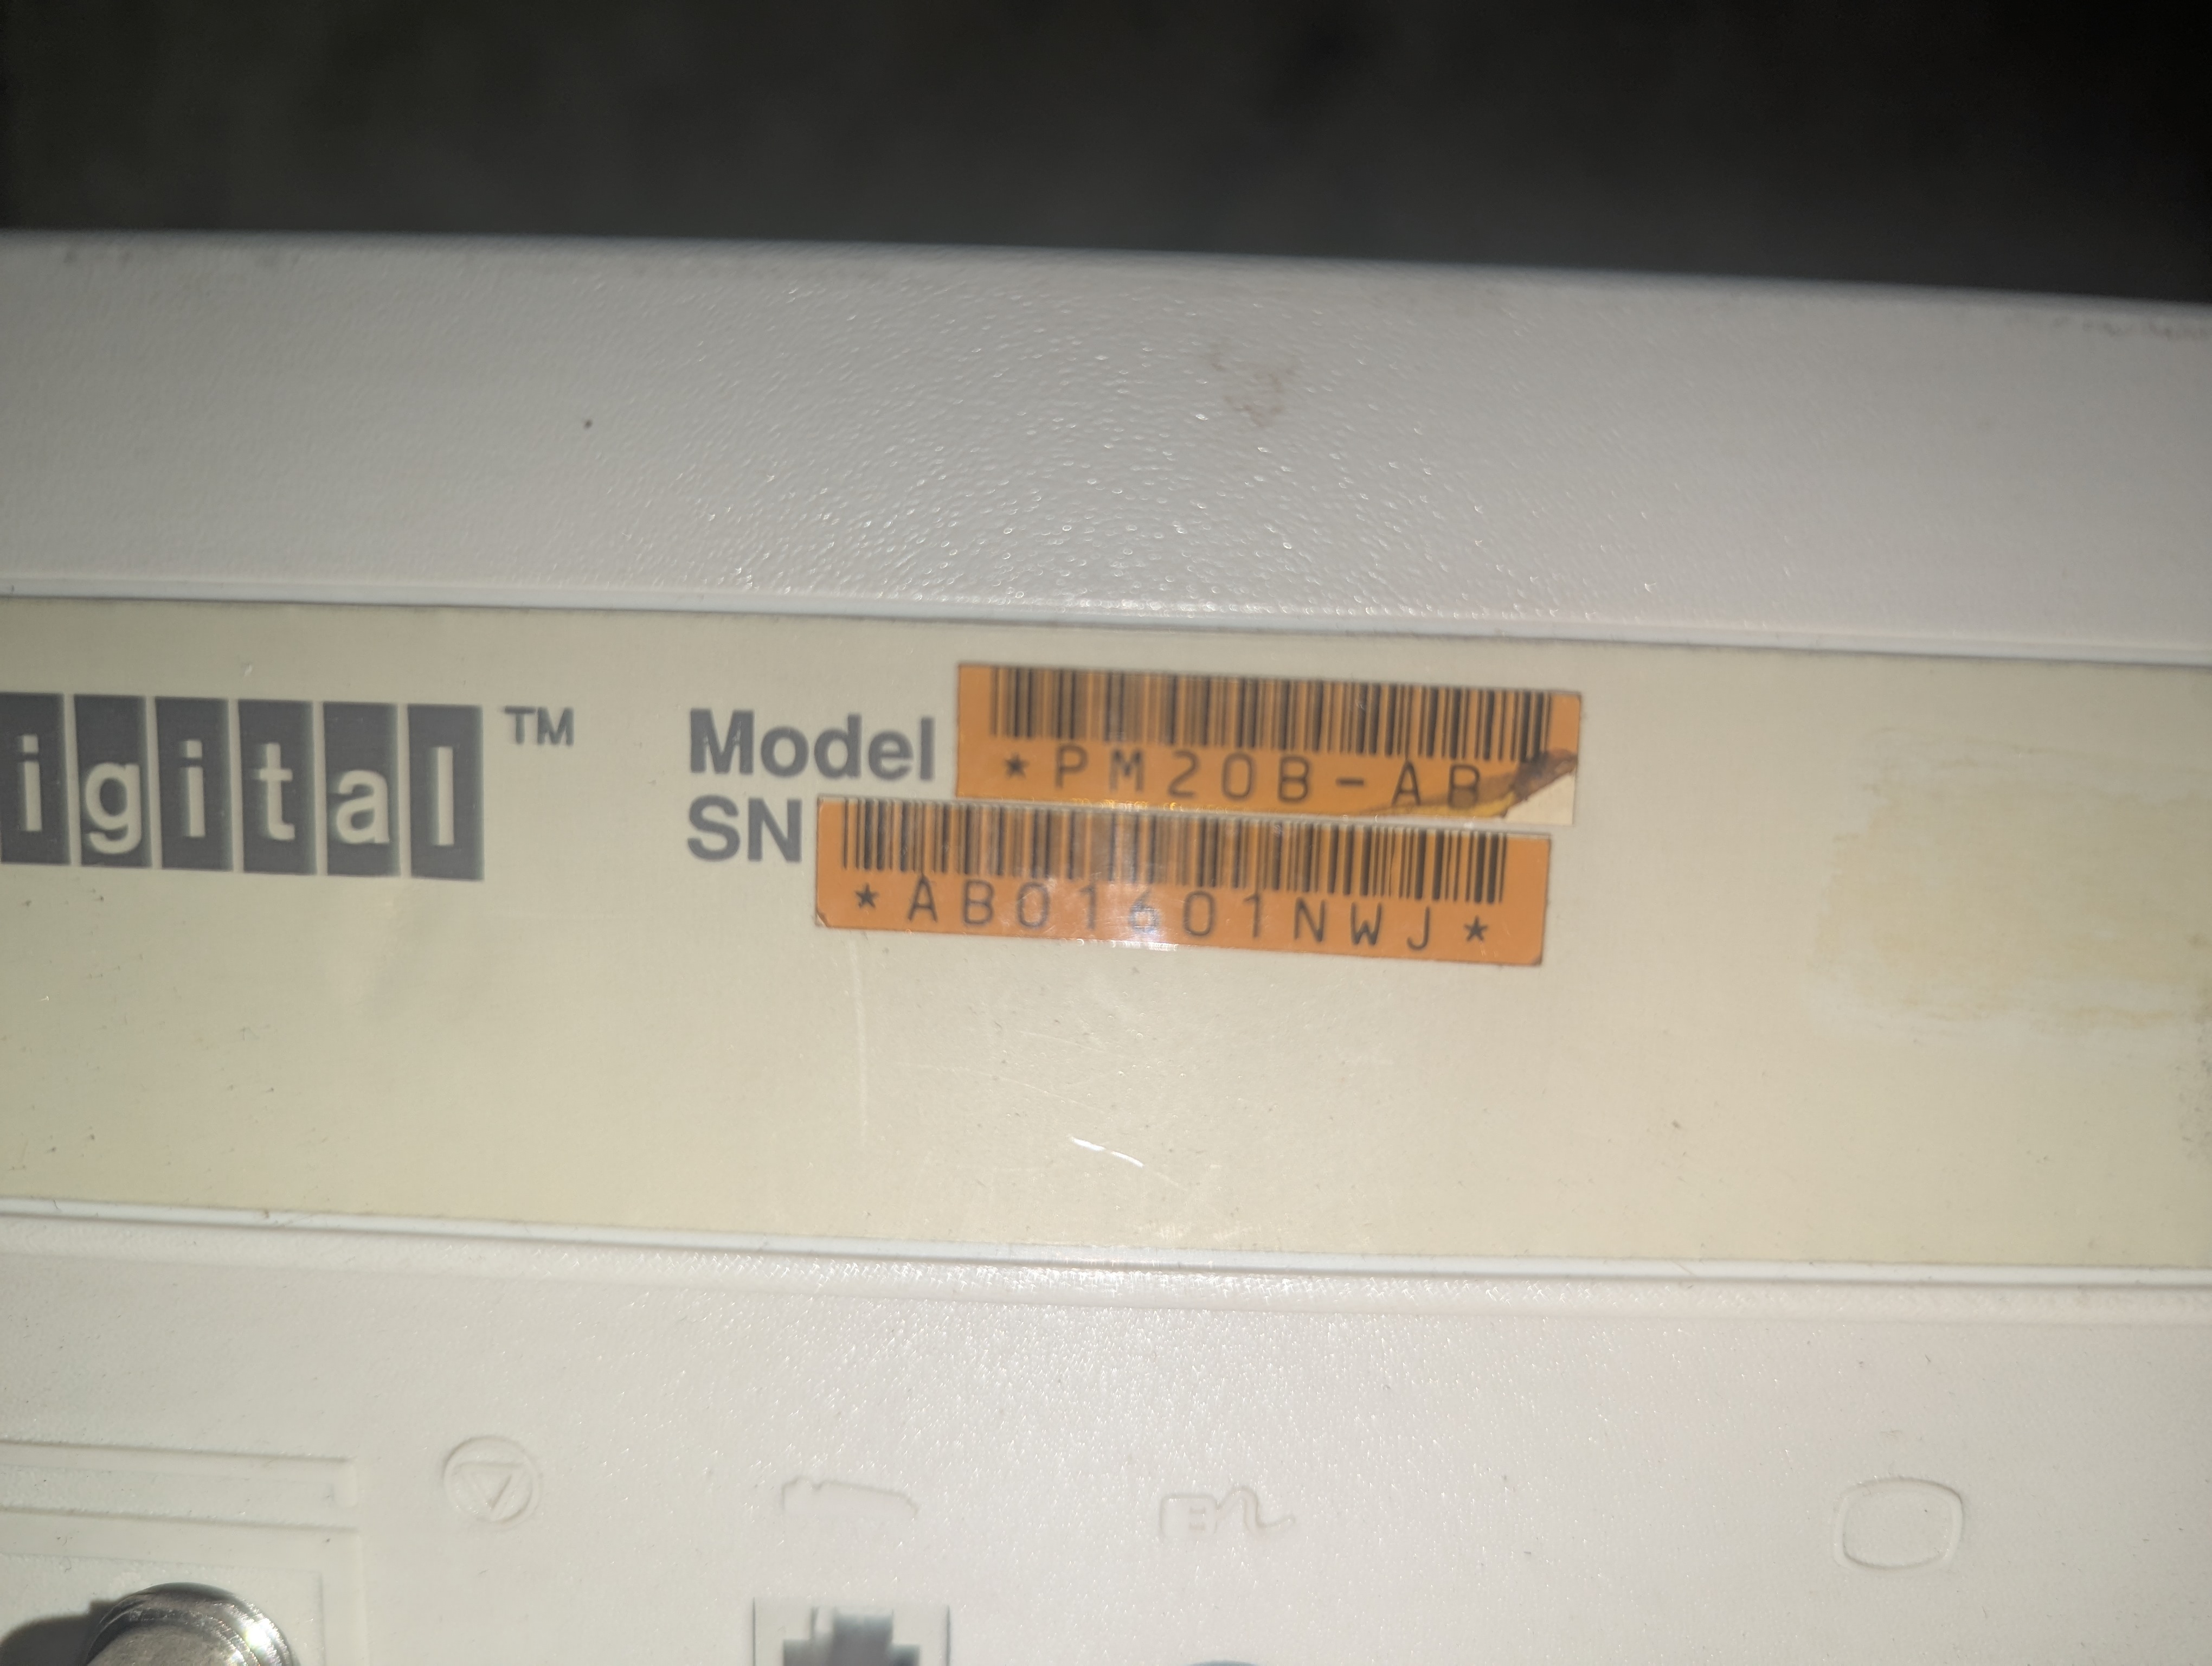 igital™ Model *PM20B-AB
SN *AB01601NWJ*